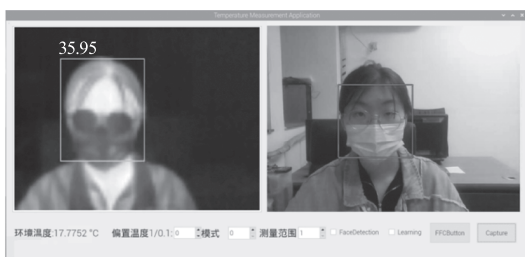 Temperature Measurement Application
35.95
环境温度:17.7752 °C 偏置温度1/0.1: 0 模式 0 测量范围 1 FaceDetection Learning FFCButton Capture